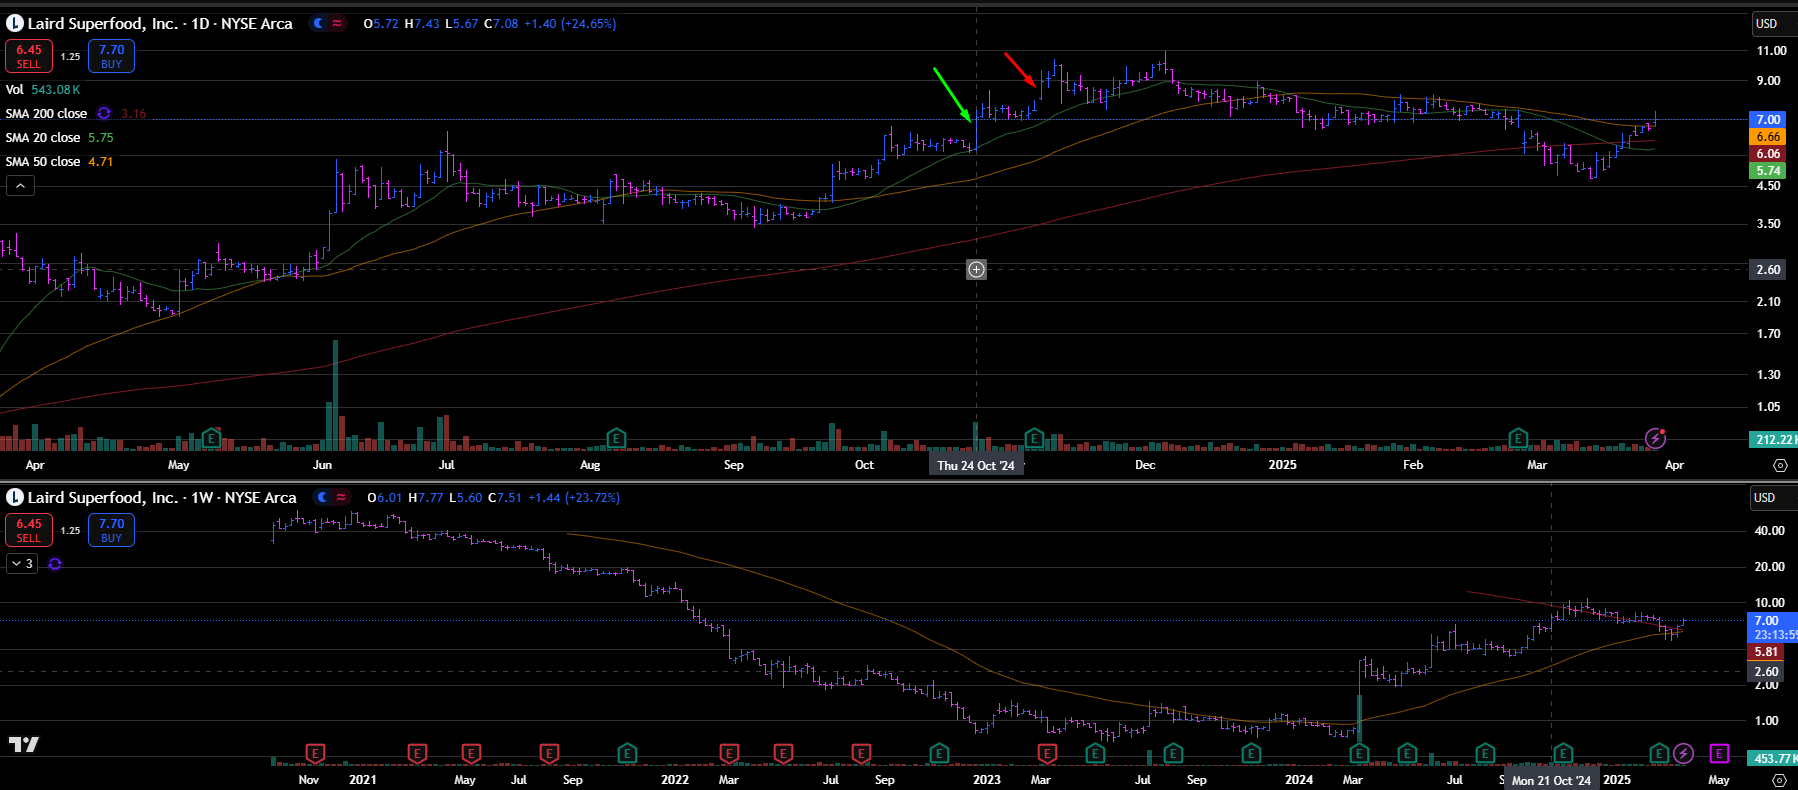 Laird Superfood, Inc. · 1D · NYSE Arca O5.72 H7.43 L5.67 C7.08 +1.40 (+24.65%)
USD
6.45 SELL 1.25 7.70 BUY
Vol 543.08 K
SMA 200 close 3.16
SMA 20 close 5.75
SMA 50 close 4.71
11.00
9.00
7.00
6.66
6.06
5.74
4.50
3.50
2.60
2.10
1.70
1.30
1.05
212.22K
E E E E
Apr May Jun Jul Aug Sep Oct Thu 24 Oct '24 Dec 2025 Feb Mar Apr
Laird Superfood, Inc. · 1W · NYSE Arca O6.01 H7.77 L5.60 C7.51 +1.44 (+23.72%)
USD
6.45 SELL 1.25 7.70 BUY
3
40.00
20.00
10.00
7.00
23:13:59
5.81
2.60
2.00
1.00
453.77K
E E E E E E E E E E E E E E E E E E E
Nov 2021 May Jul Sep 2022 Mar Jul Sep 2023 Mar Jul Sep 2024 Mar Jul Mon 21 Oct '24 2025 May